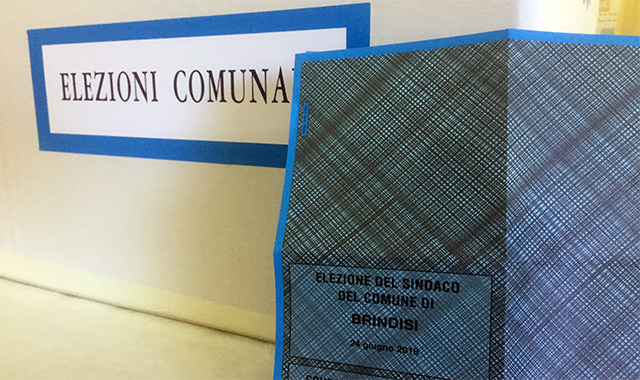 ELEZIONI COMUNA
ELEZIONE DEL SINDACO
DEL COMUNE DI
BRINDISI
24 giugno 2018